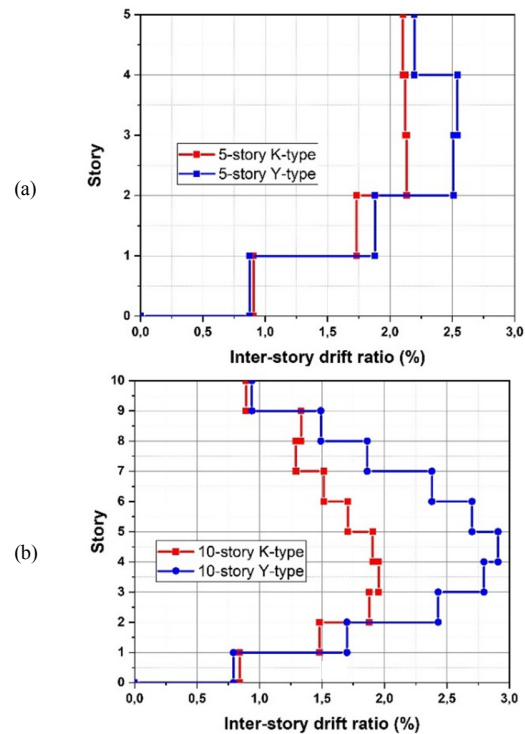 (a)
Story
5
4
3
2
1
0
5-story K-type
5-story Y-type
0,0 0,5 1,0 1,5 2,0 2,5 3,0
Inter-story drift ratio (%)
(b)
Story
10
9
8
7
6
5
4
3
2
1
0
10-story K-type
10-story Y-type
0,0 1,0 1,5 2,0 2,5 3,0
Inter-story drift ratio (%)